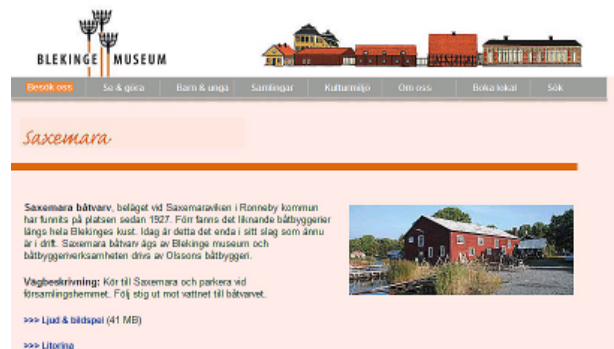 BLEKINGE MUSEUM
Besök oss Se & göra Barn & unga Samlingar Kulturmiljö Om oss Boka lokal Sök
Saxemara
Saxemara båtvarv, beläget vid Saxemaraviken i Ronneby kommun
har funnits på platsen sedan 1927. Förr fanns det liknande båtbyggerier
längs hela Blekinges kust. Idag är detta det enda i sitt slag som ännu
är i drift. Saxemara båtvarv ägs av Blekinge museum och
båtbyggeriverksamheten drivs av Olssons båtbyggeri.
Vägbeskrivning: Kör till Saxemara och parkera vid
församlingshemmet. Följ stig ut mot vattnet till båtvarvet.
>>> Ljud & bildspel (41 MB)
>>> Litorina